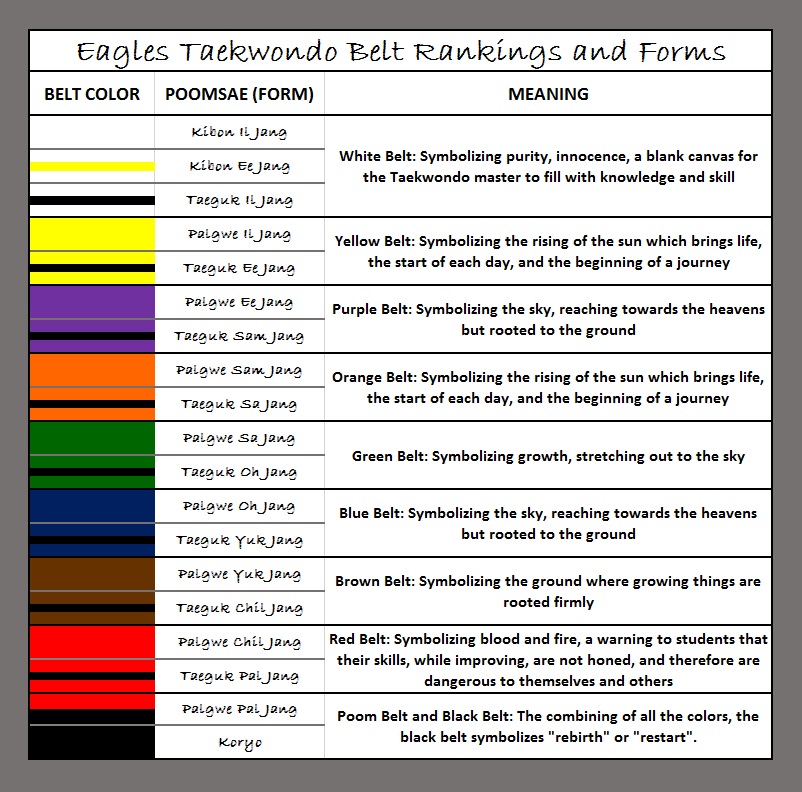 Eagles Taekwondo Belt Rankings and Forms
BELT COLOR POOMSAE (FORM) MEANING
Kibon Il Jang
Kibon Ee Jang
Taeguk Il Jang
White Belt: Symbolizing purity, innocence, a blank canvas for
the Taekwondo master to fill with knowledge and skill
Palgwe Il Jang
Taeguk Ee Jang
Yellow Belt: Symbolizing the rising of the sun which brings life,
the start of each day, and the beginning of a journey
Palgwe Ee Jang
Taeguk Sam Jang
Purple Belt: Symbolizing the sky, reaching towards the heavens
but rooted to the ground
Palgwe Sam Jang
Taeguk Sa Jang
Orange Belt: Symbolizing the rising of the sun which brings life,
the start of each day, and the beginning of a journey
Palgwe Sa Jang
Taeguk Oh Jang
Green Belt: Symbolizing growth, stretching out to the sky
Palgwe Oh Jang
Taeguk Yuk Jang
Blue Belt: Symbolizing the sky, reaching towards the heavens
but rooted to the ground
Palgwe Yuk Jang
Taeguk Chil Jang
Brown Belt: Symbolizing the ground where growing things are
rooted firmly
Palgwe Chil Jang
Taeguk Pal Jang
Red Belt: Symbolizing blood and fire, a warning to students that
their skills, while improving, are not honed, and therefore are
dangerous to themselves and others
Palgwe Pal Jang
Koryo
Poom Belt and Black Belt: The combining of all the colors, the
black belt symbolizes "rebirth" or "restart".